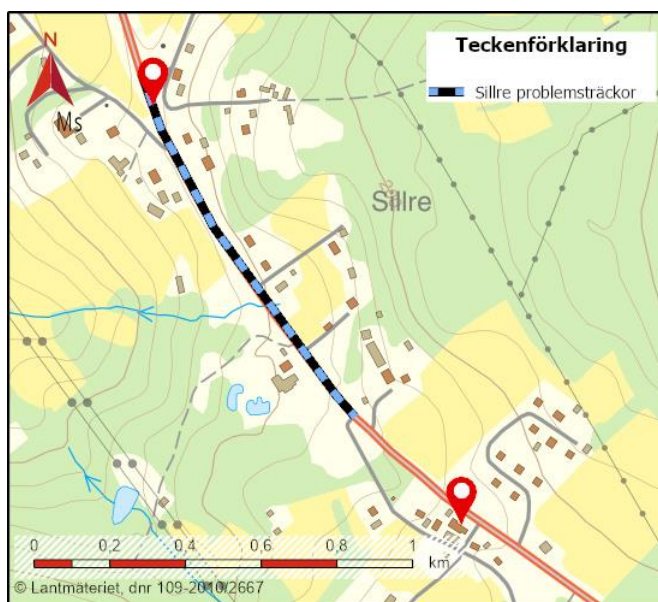 N
Teckenförklaring
Sillre problemsträckor
Ms
Sillre
0 0,2 0,4 0,6 0,8 1
km
© Lantmäteriet, dnr 109-2010/2667